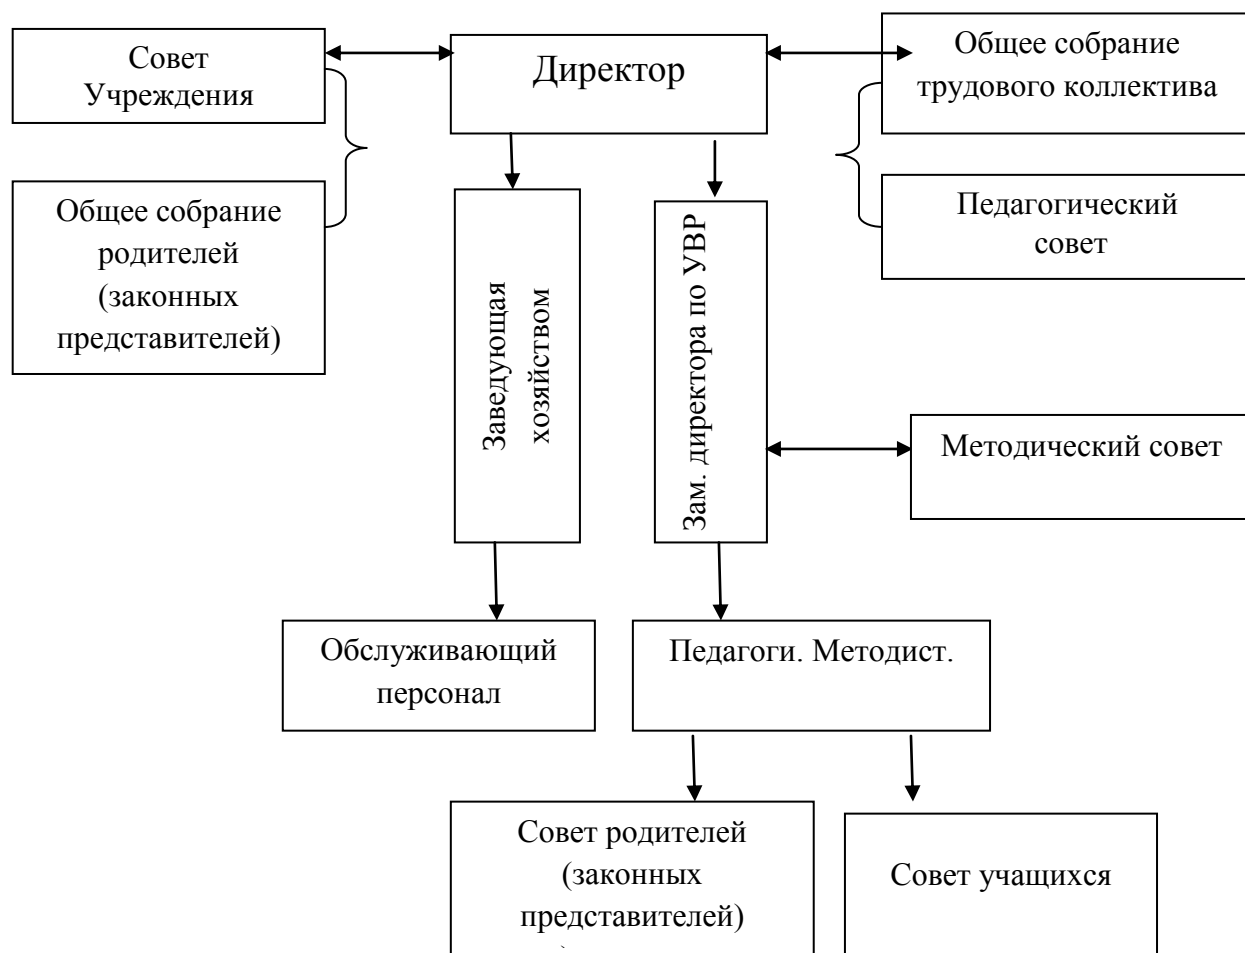 Совет
Учреждения
Директор
Общее собрание
трудового коллектива
Общее собрание
родителей
(законных
представителей)
Педагогический
совет
Заведующая
хозяйством
Зам. директора по УВР
Методический совет
Обслуживающий
персонал
Педагоги. Методист.
Совет родителей
(законных
представителей)
Совет учащихся